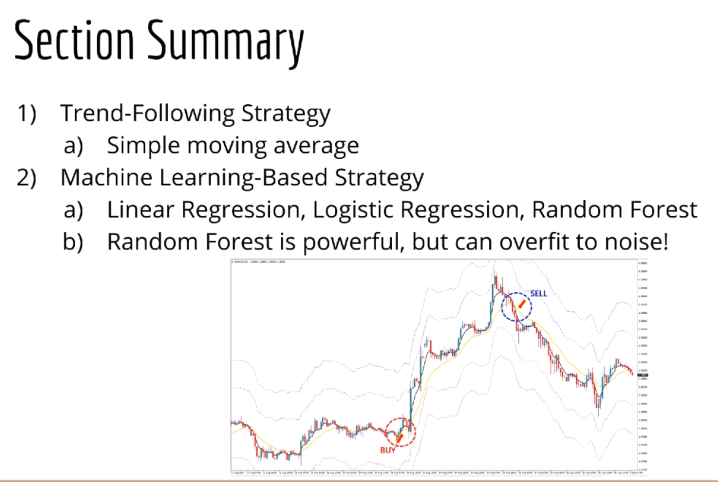 Section Summary
1) Trend-Following Strategy
a) Simple moving average
2) Machine Learning-Based Strategy
a) Linear Regression, Logistic Regression, Random Forest
b) Random Forest is powerful, but can overfit to noise!
SELL
BUY